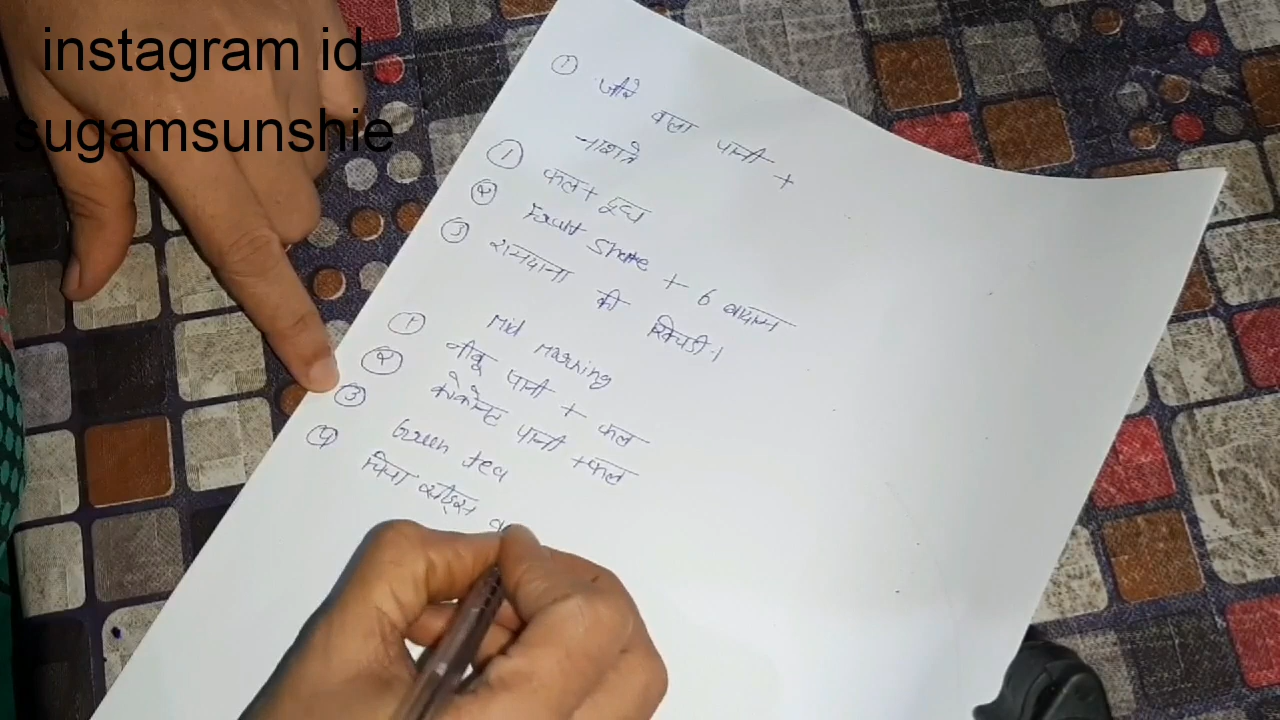 instagram id
sugamsunshie
① जीरे वाला पानी +
नाश्ते
① फल + दूध
② Fruit Shake + 6 बादाम
③ रामदाना की खिचडी।
Mid Morning
① नीबू पानी + फल
② कोकोनट पानी + फल
③ Green tea
④ चिया सीड्स